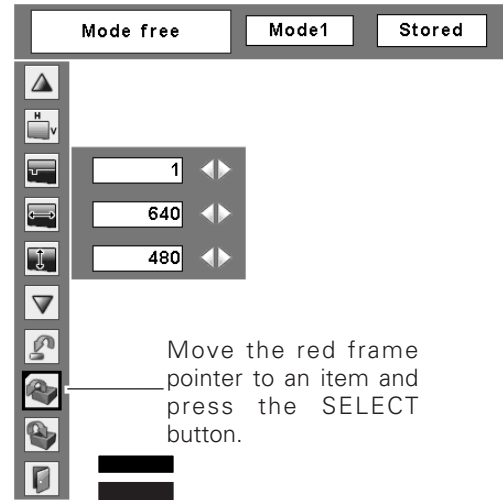 Mode free Mode1 Stored
H
V
1
640
480
Move the red frame
pointer to an item and
press the SELECT
button.